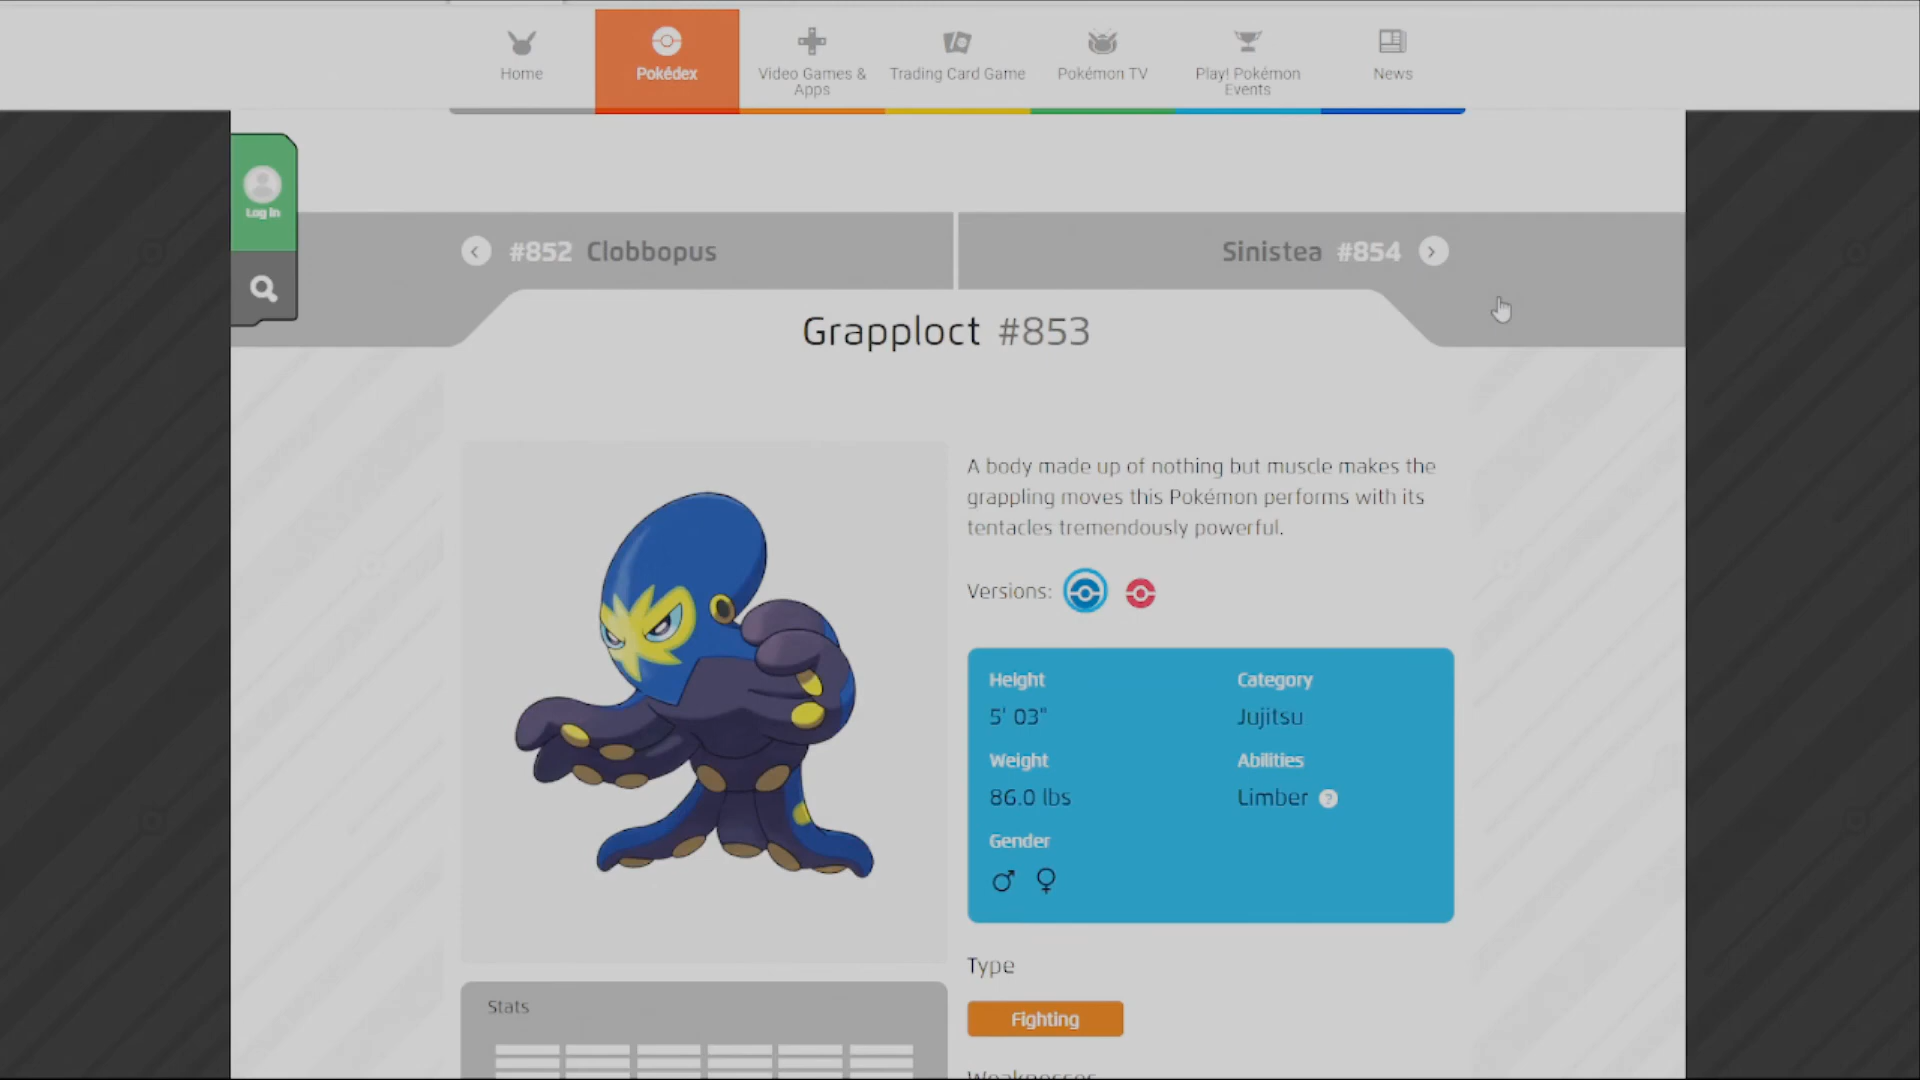 Home
Pokédex
Video Games &
Apps
Trading Card Game
Pokémon TV
Play! Pokémon
Events
News
Log in
#852 Clobbopus
Sinistea #854
Grapploct #853
A body made up of nothing but muscle makes the
grappling moves this Pokémon performs with its
tentacles tremendously powerful.
Versions:
Height
5' 03"
Category
Jujitsu
Weight
86.0 lbs
Abilities
Limber ?
Gender
♂ ♀
Type
Fighting
Stats
Weaknesses